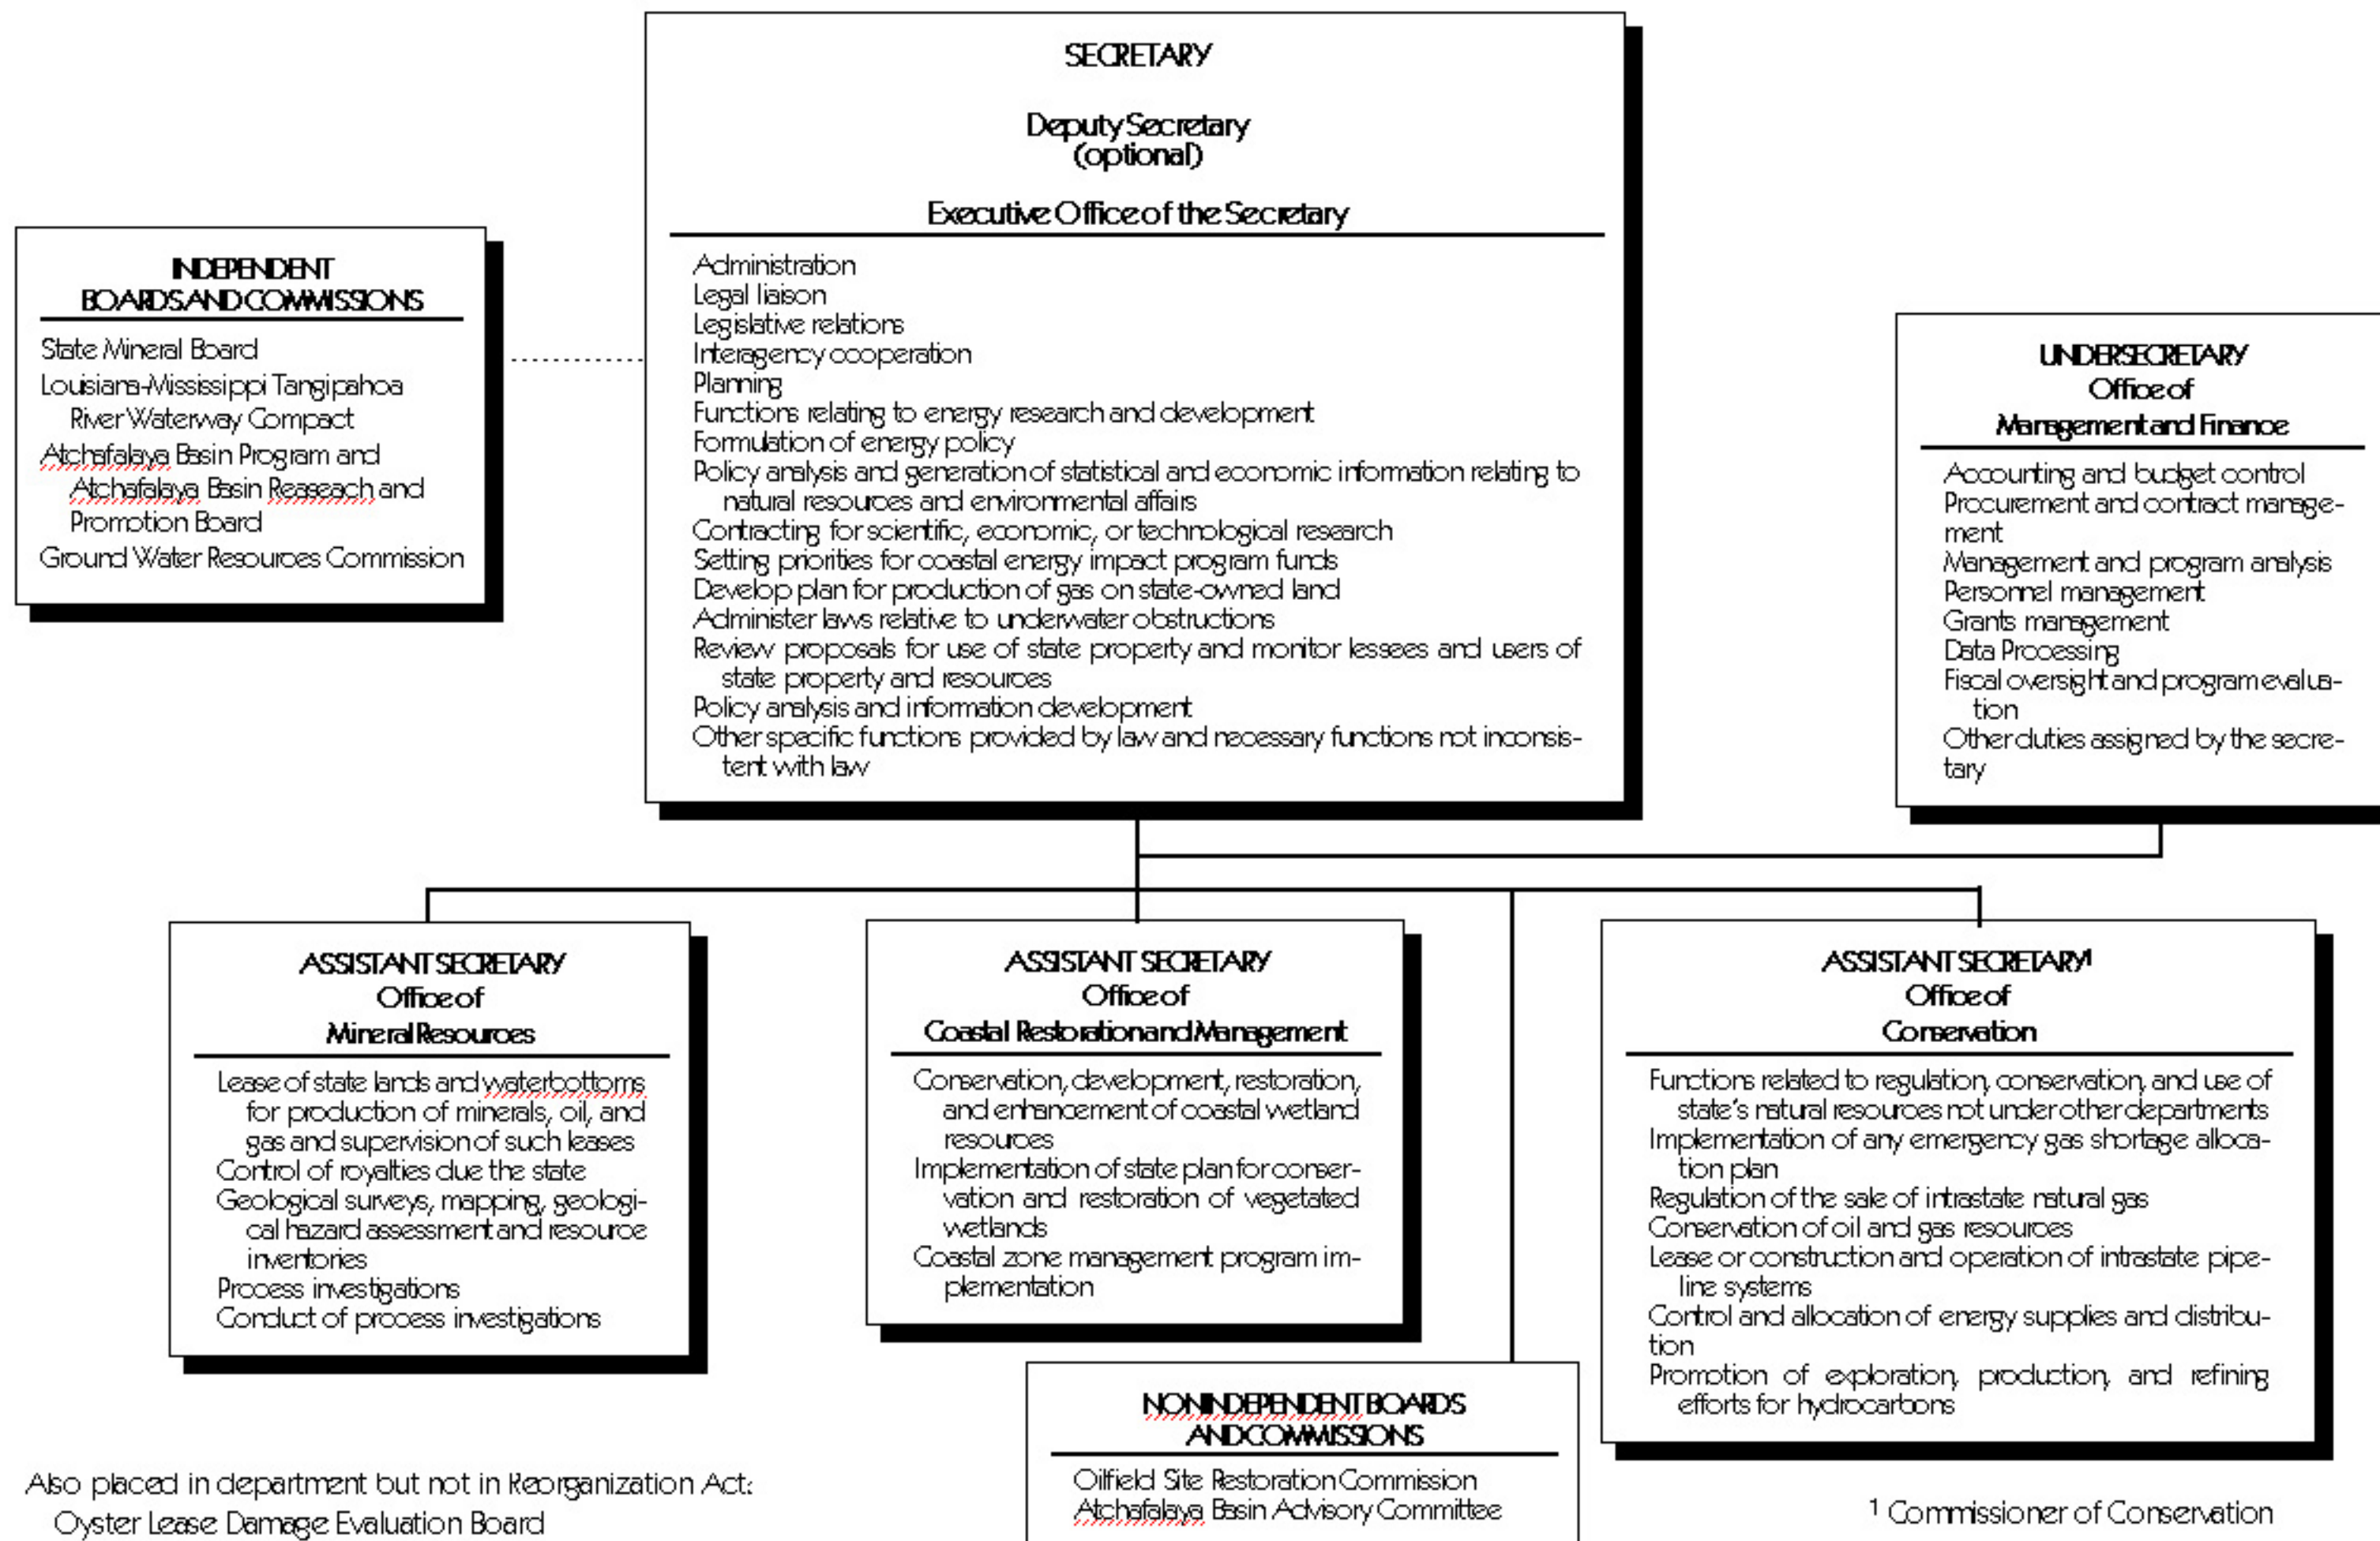 SECRETARY
Deputy Secretary
(optional)
Executive Office of the Secretary
Administration
Legal liaison
Legislative relations
Interagency cooperation
Planning
Functions relating to energy research and development
Formulation of energy policy
Policy analysis and generation of statistical and economic information relating to
natural resources and environmental affairs
Contracting for scientific, economic, or technological research
Setting priorities for coastal energy impact program funds
Develop plan for production of gas on state-owned land
Administer laws relative to underwater obstructions
Review proposals for use of state property and monitor lessees and users of
state property and resources
Policy analysis and information development
Other specific functions provided by law and necessary functions not inconsis-
tent with law
INDEPENDENT
BOARDS AND COMMISSIONS
State Mineral Board
Louisiana-Mississippi Tangipahoa
River Waterway Compact
Atchafalaya Basin Program and
Atchafalaya Basin Reaseach and
Promotion Board
Ground Water Resources Commission
UNDERSECRETARY
Office of
Management and Finance
Accounting and budget control
Procurement and contract manage-
ment
Management and program analysis
Personnel management
Grants management
Data Processing
Fiscal oversight and program evalua-
tion
Other duties assigned by the secre-
tary
ASSISTANT SECRETARY
Office of
Mineral Resources
Lease of state lands and waterbottoms
for production of minerals, oil, and
gas and supervision of such leases
Control of royalties due the state
Geological surveys, mapping, geologi-
cal hazard assessment and resource
inventories
Process investigations
Conduct of process investigations
ASSISTANT SECRETARY
Office of
Coastal Restoration and Management
Conservation, development, restoration,
and enhancement of coastal wetland
resources
Implementation of state plan for conser-
vation and restoration of vegetated
wetlands
Coastal zone management program im-
plementation
ASSISTANT SECRETARY¹
Office of
Conservation
Functions related to regulation, conservation, and use of
state's natural resources not under other departments
Implementation of any emergency gas shortage alloca-
tion plan
Regulation of the sale of intrastate natural gas
Conservation of oil and gas resources
Lease or construction and operation of intrastate pipe-
line systems
Control and allocation of energy supplies and distribu-
tion
Promotion of exploration, production, and refining
efforts for hydrocarbons
NONINDEPENDENT BOARDS
AND COMMISSIONS
Oilfield Site Restoration Commission
Atchafalaya Basin Advisory Committee
Also placed in department but not in Reorganization Act:
Oyster Lease Damage Evaluation Board
¹ Commissioner of Conservation